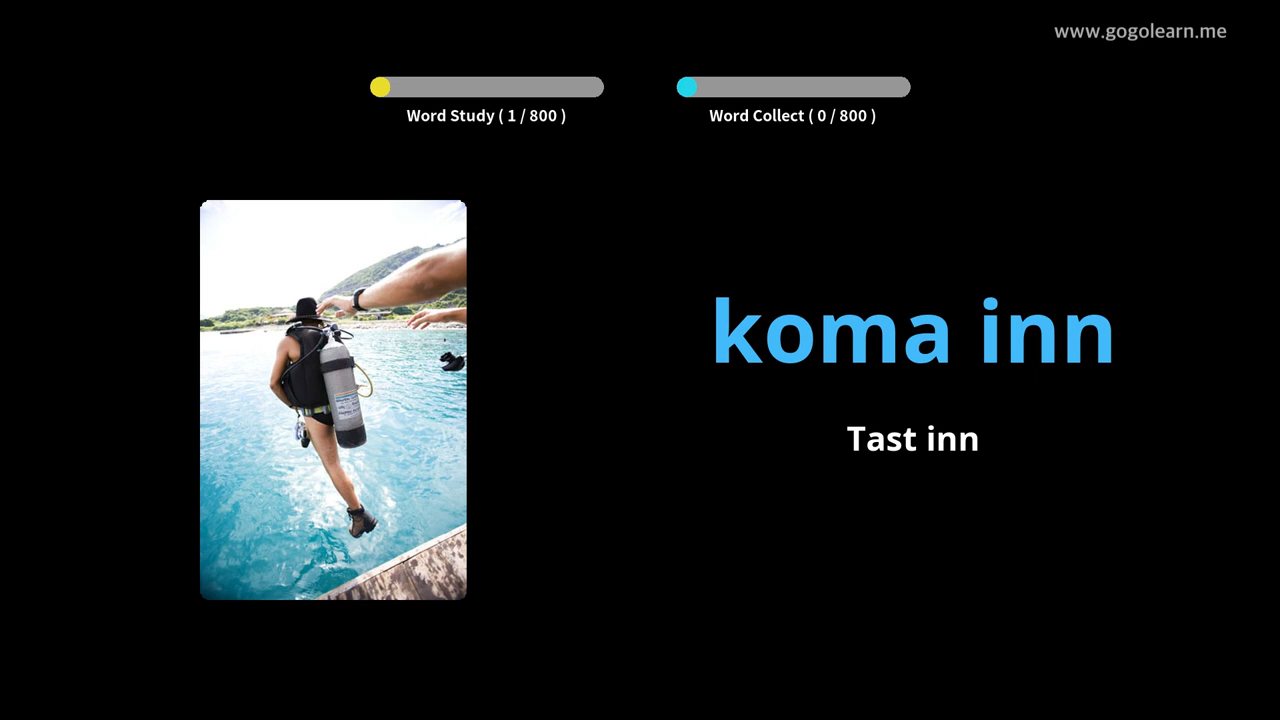 www.gogolearn.me
Word Study ( 1 / 800 )
Word Collect ( 0 / 800 )
koma inn
Tast inn